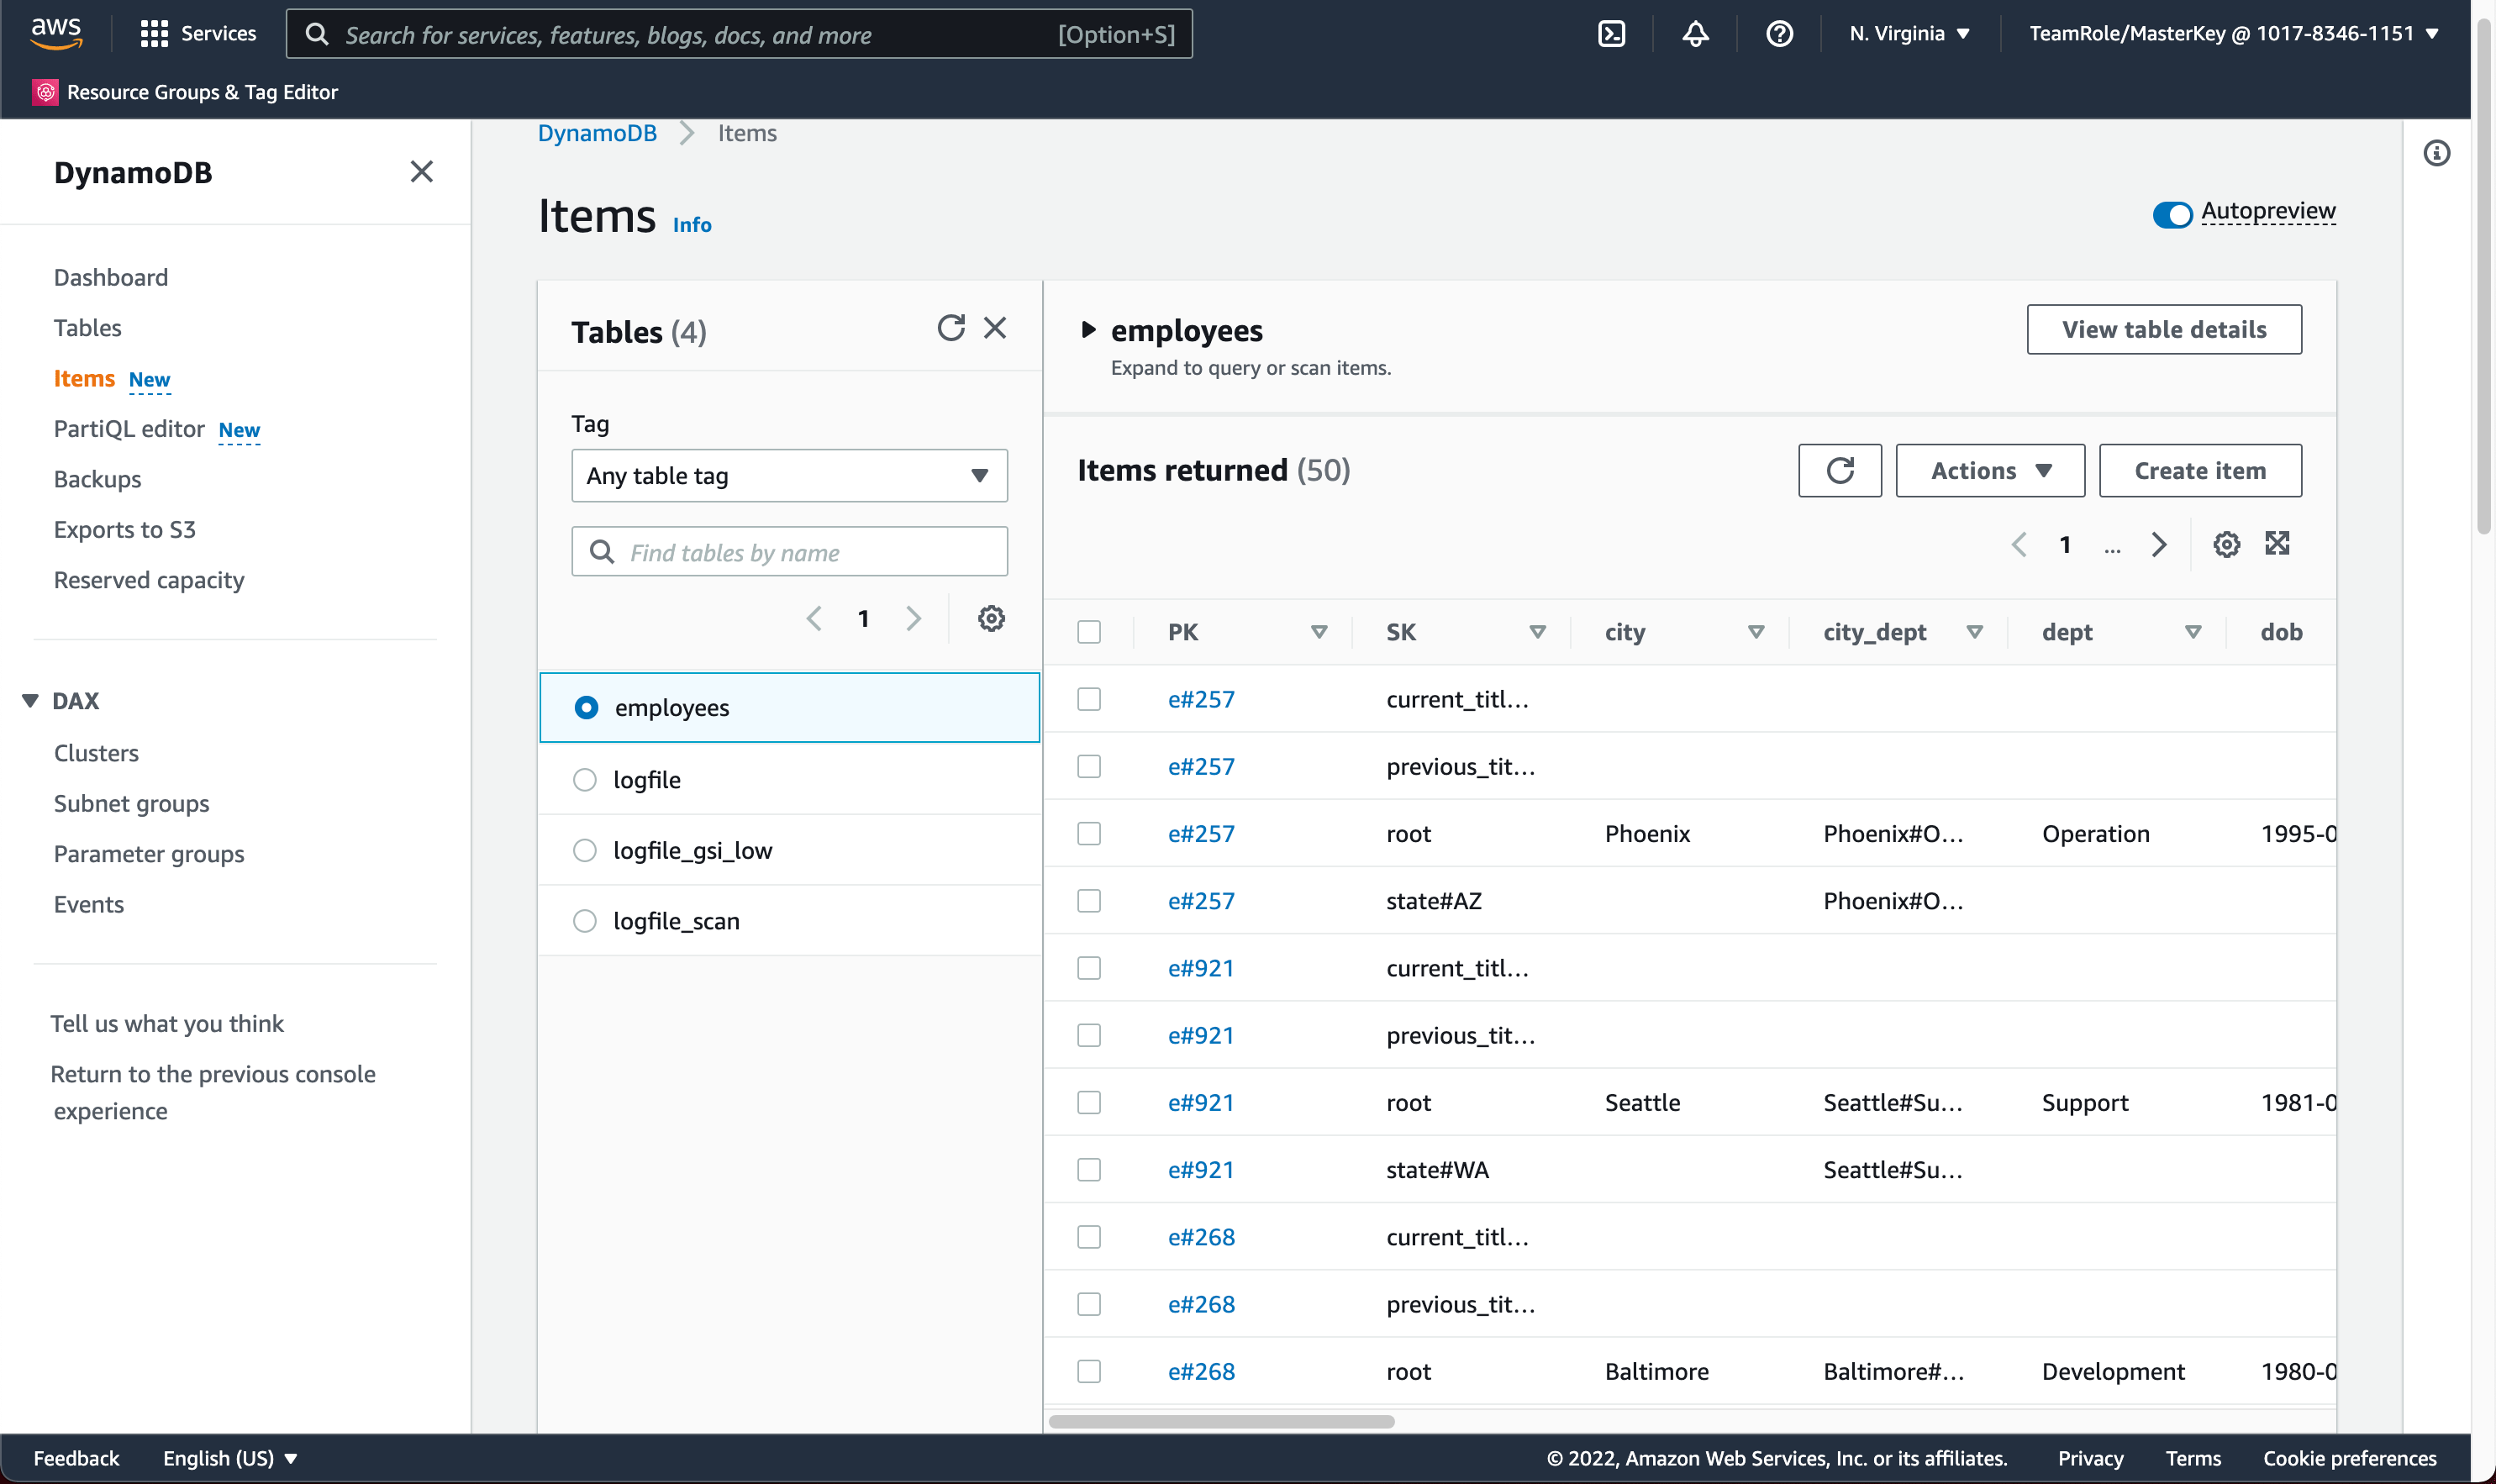 aws
Services
Search for services, features, blogs, docs, and more
[Option+S]
N. Virginia
TeamRole/MasterKey @ 1017-8346-1151
Resource Groups & Tag Editor
DynamoDB
Dashboard
Tables
Items New
PartiQL editor New
Backups
Exports to S3
Reserved capacity
DAX
Clusters
Subnet groups
Parameter groups
Events
Tell us what you think
Return to the previous console
experience
DynamoDB Items
Items Info
Autopreview
Tables (4)
Tag
Any table tag
Find tables by name
1
employees
logfile
logfile_gsi_low
logfile_scan
employees
Expand to query or scan items.
View table details
Items returned (50)
Actions
Create item
1 ...
PK SK city city_dept dept dob
e#257 current_titl...
e#257 previous_tit...
e#257 root Phoenix Phoenix#O... Operation 1995-0
e#257 state#AZ Phoenix#O...
e#921 current_titl...
e#921 previous_tit...
e#921 root Seattle Seattle#Su... Support 1981-0
e#921 state#WA Seattle#Su...
e#268 current_titl...
e#268 previous_tit...
e#268 root Baltimore Baltimore#... Development 1980-0
Feedback English (US) © 2022, Amazon Web Services, Inc. or its affiliates. Privacy Terms Cookie preferences